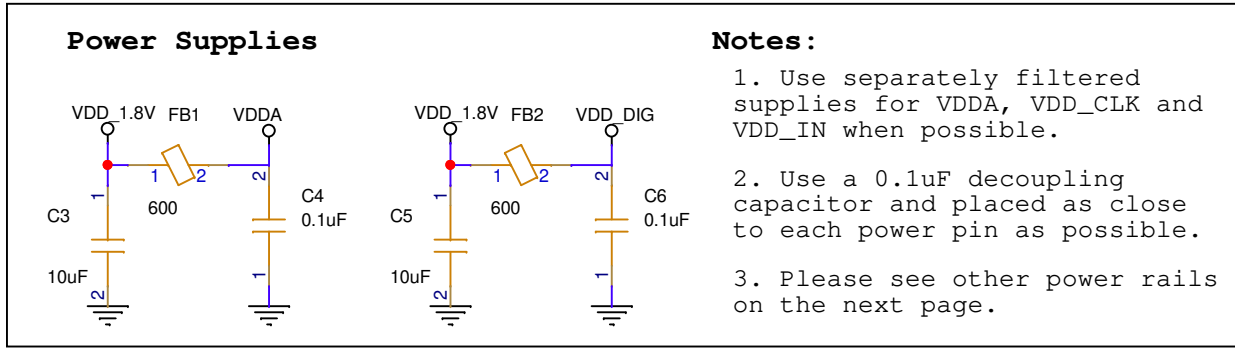 Power Supplies
VDD_1.8V FB1 VDDA
1 1 2 2
C3 600 C4
0.1uF
10uF
2 1
VDD_1.8V FB2 VDD_DIG
1 1 2 2
C5 600 C6
0.1uF
10uF
2 1
Notes:
1. Use separately filtered
supplies for VDDA, VDD_CLK and
VDD_IN when possible.
2. Use a 0.1uF decoupling
capacitor and placed as close
to each power pin as possible.
3. Please see other power rails
on the next page.